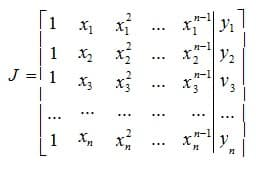 1 x₁ x₁² ... x₁ⁿ⁻¹ y₁
1 x₂ x₂² ... x₂ⁿ⁻¹ y₂
J = 1 x₃ x₃² ... x₃ⁿ⁻¹ y₃
... ... ... ... ... ...
1 xₙ xₙ² ... xₙⁿ⁻¹ yₙ